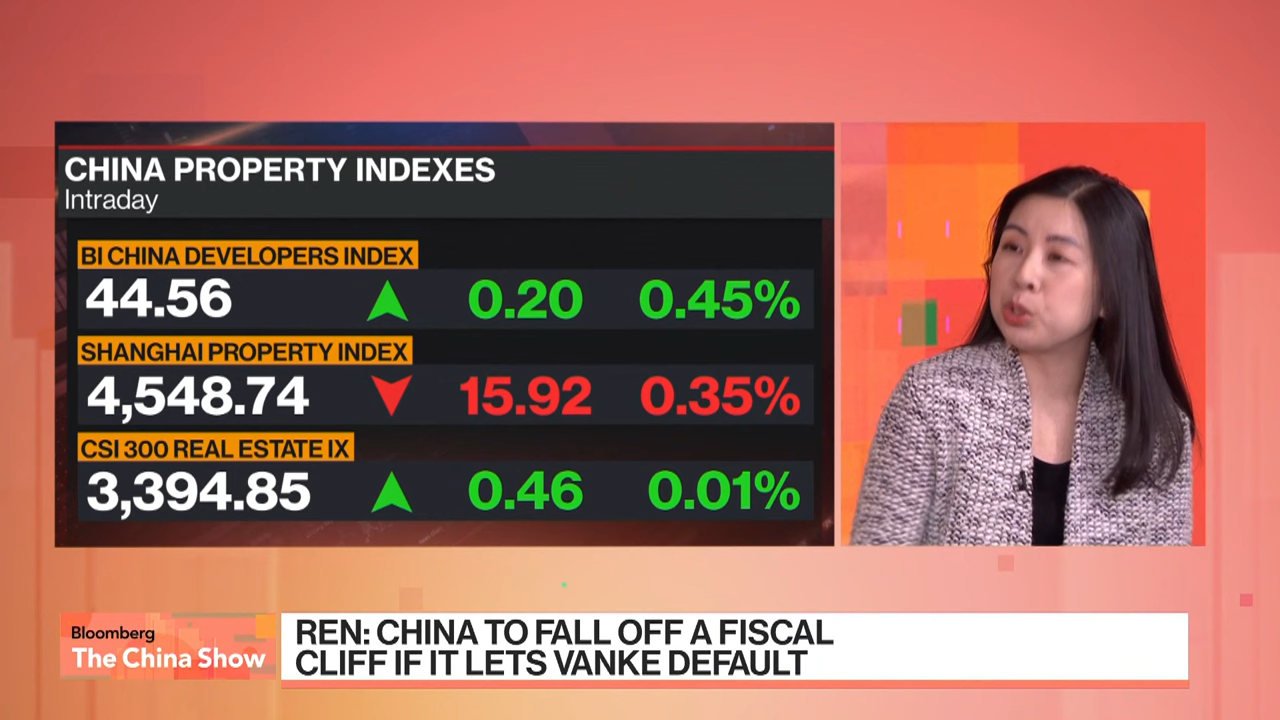 CHINA PROPERTY INDEXES
Intraday
BI CHINA DEVELOPERS INDEX
44.56 ▲ 0.20 0.45%
SHANGHAI PROPERTY INDEX
4,548.74 ▼ 15.92 0.35%
CSI 300 REAL ESTATE IX
3,394.85 ▲ 0.46 0.01%
Bloomberg
The China Show
REN: CHINA TO FALL OFF A FISCAL
CLIFF IF IT LETS VANKE DEFAULT